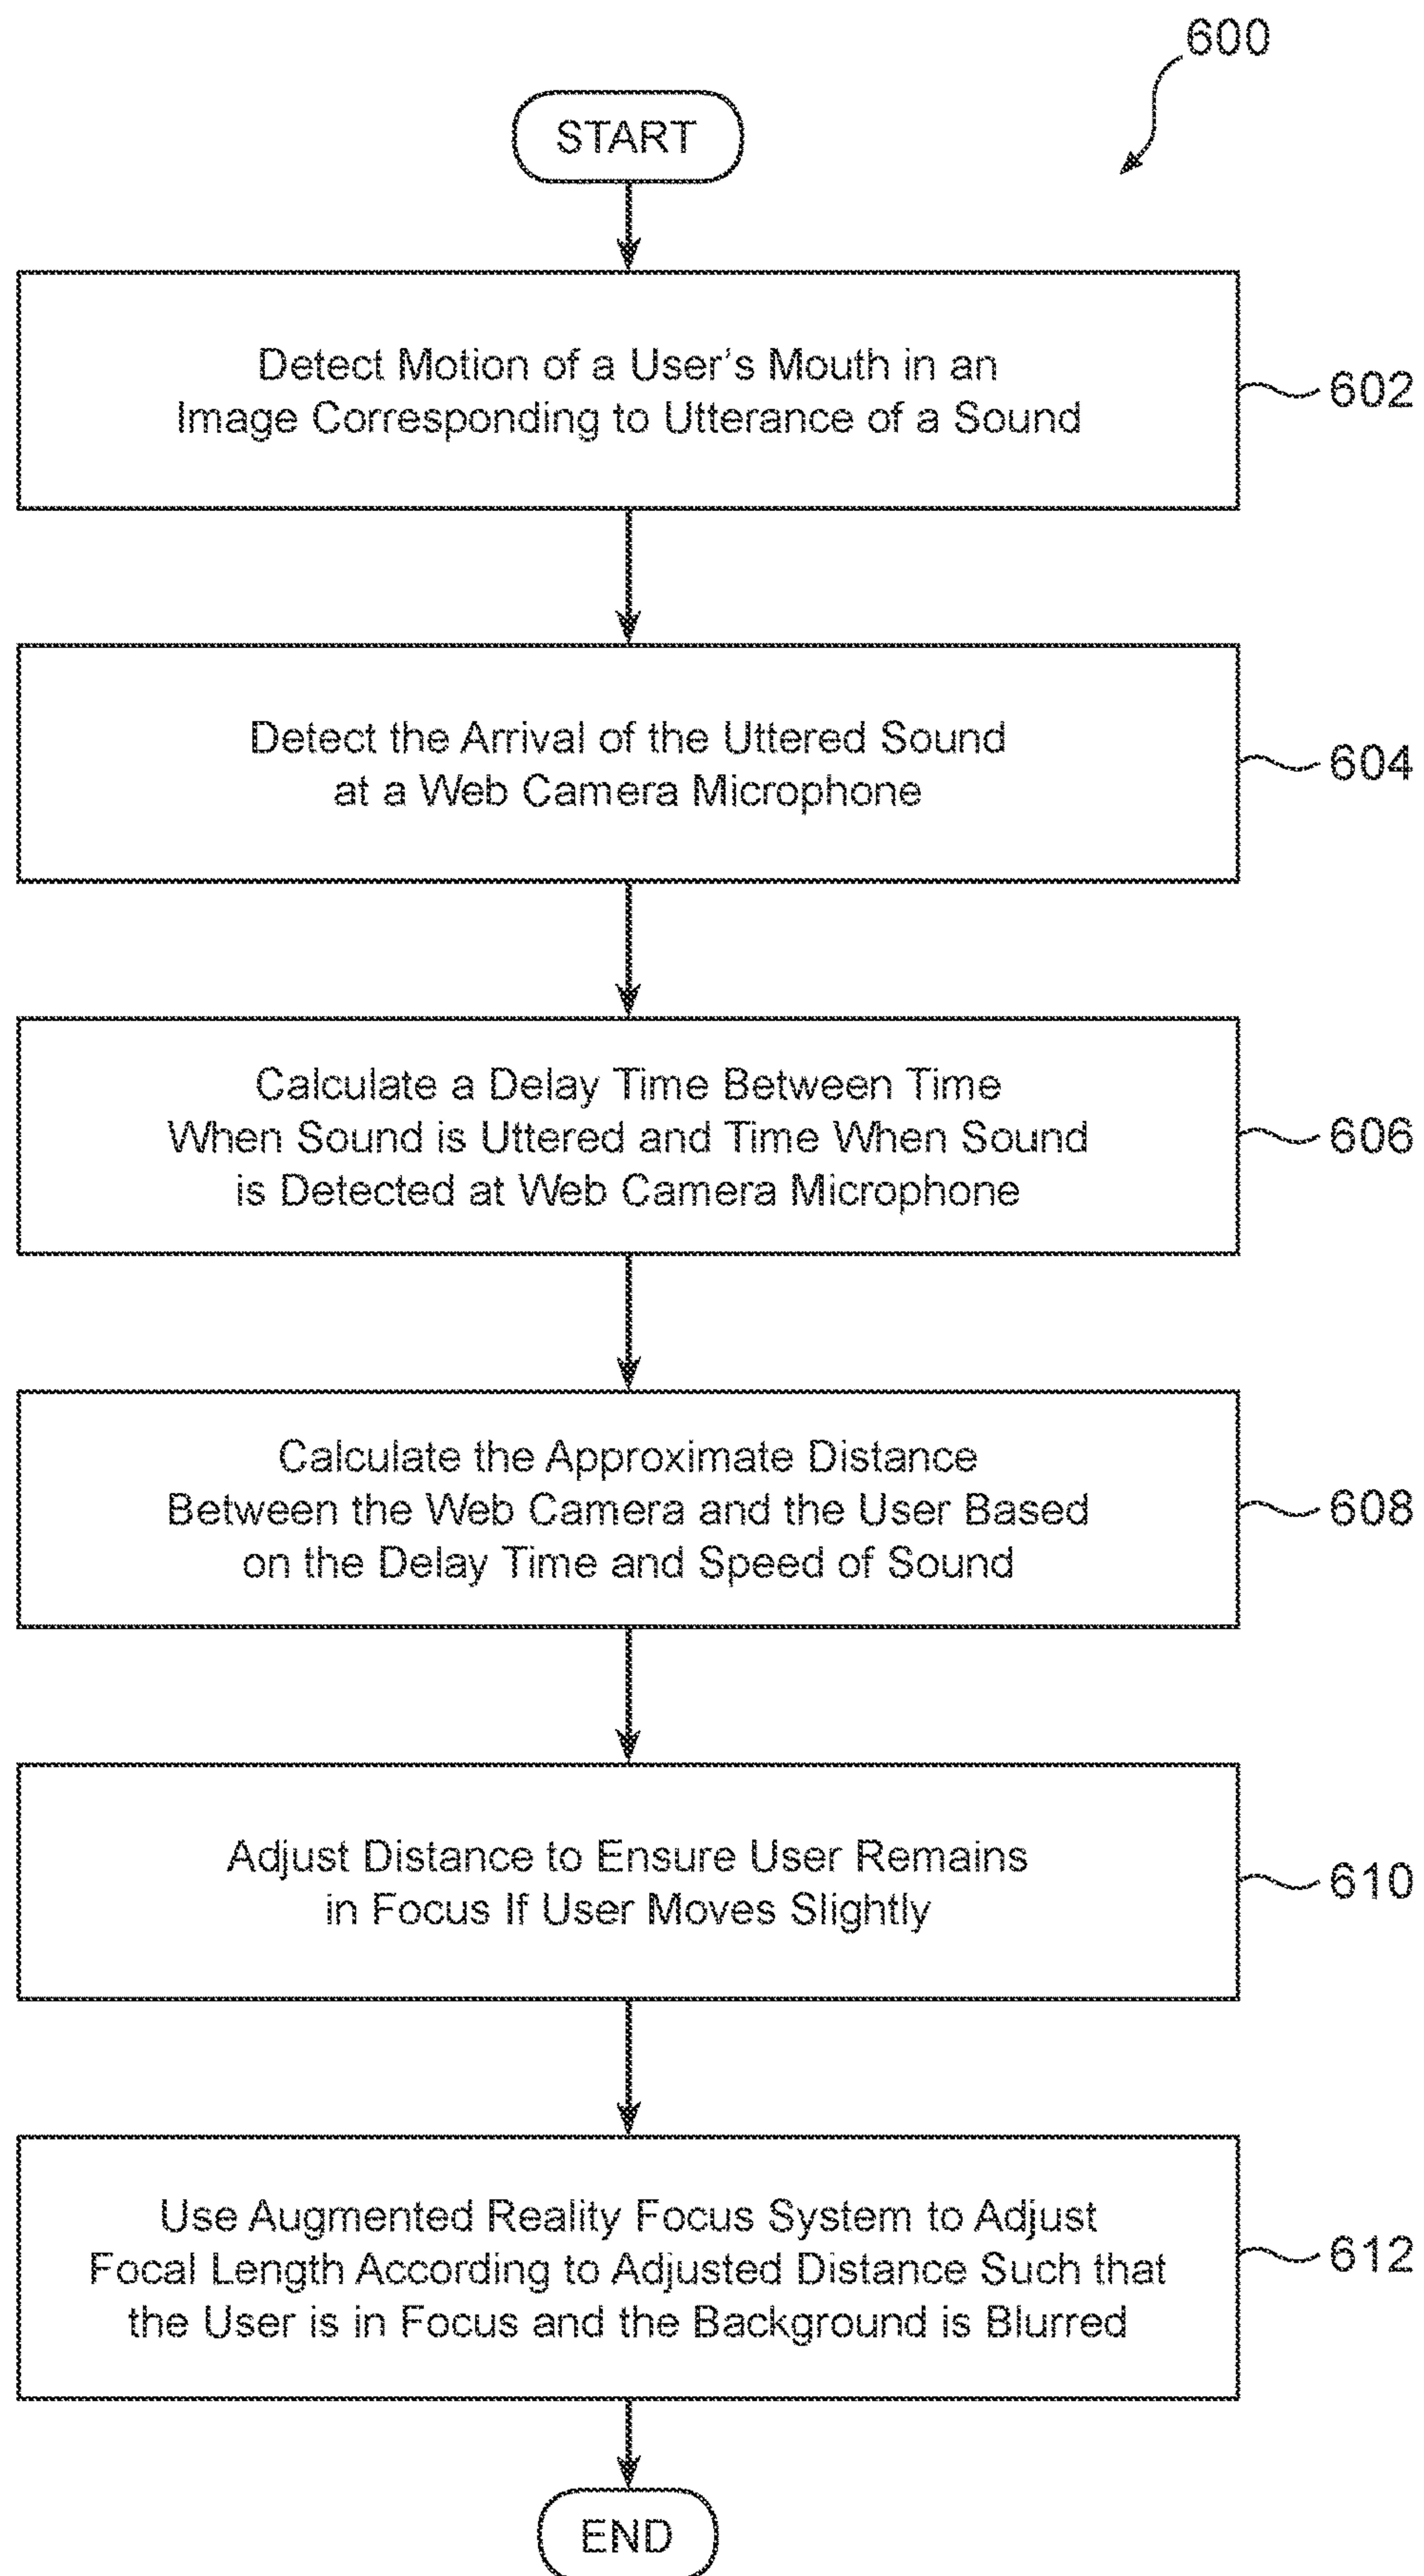 600
START
Detect Motion of a User's Mouth in an
Image Corresponding to Utterance of a Sound
602
Detect the Arrival of the Uttered Sound
at a Web Camera Microphone
604
Calculate a Delay Time Between Time
When Sound is Uttered and Time When Sound
is Detected at Web Camera Microphone
606
Calculate the Approximate Distance
Between the Web Camera and the User Based
on the Delay Time and Speed of Sound
608
Adjust Distance to Ensure User Remains
in Focus If User Moves Slightly
610
Use Augmented Reality Focus System to Adjust
Focal Length According to Adjusted Distance Such that
the User is in Focus and the Background is Blurred
612
END